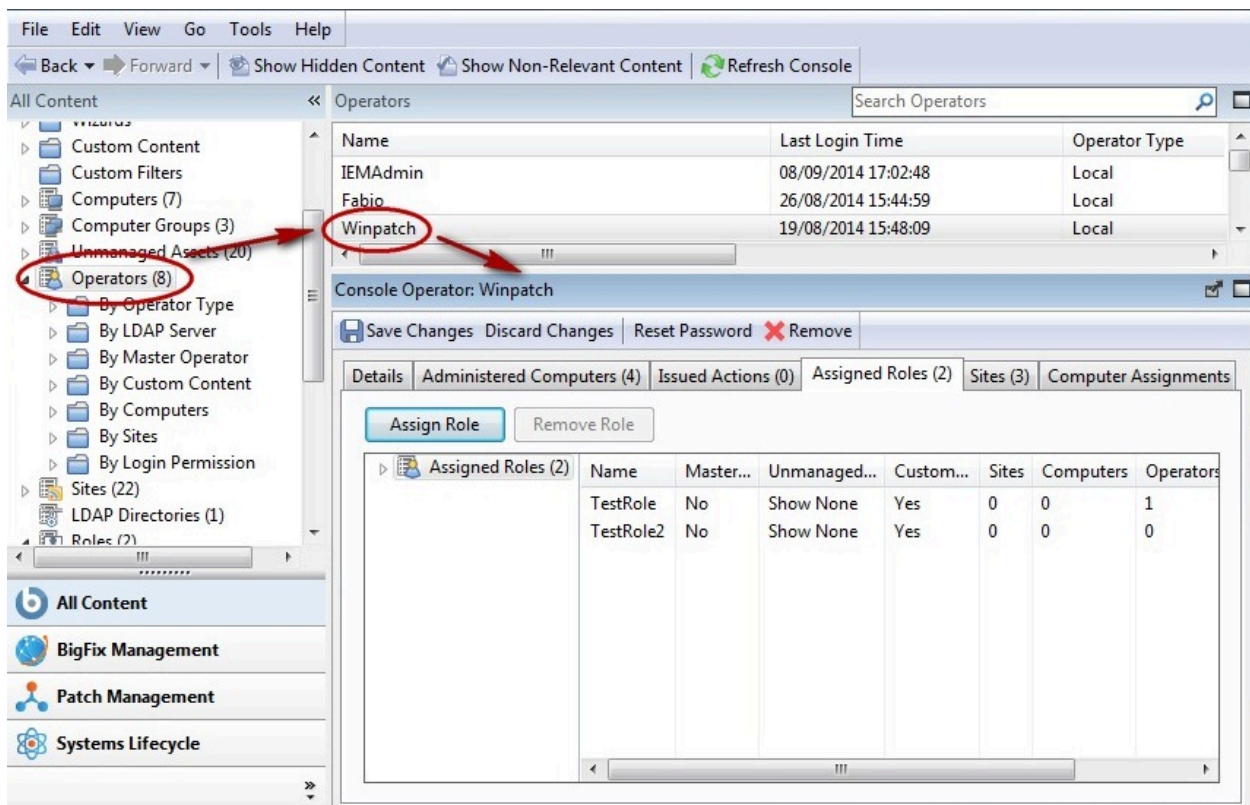 File Edit View Go Tools Help
Back Forward Show Hidden Content Show Non-Relevant Content Refresh Console
All Content « Operators Search Operators
Wizards
Custom Content
Custom Filters
Computers (7)
Computer Groups (3)
Unmanaged Assets (20)
Operators (8)
By Operator Type
By LDAP Server
By Master Operator
By Custom Content
By Computers
By Sites
By Login Permission
Sites (22)
LDAP Directories (1)
Roles (2)
All Content
BigFix Management
Patch Management
Systems Lifecycle
»
Name Last Login Time Operator Type
IEMAdmin 08/09/2014 17:02:48 Local
Fabio 26/08/2014 15:44:59 Local
Winpatch 19/08/2014 15:48:09 Local
Console Operator: Winpatch
Save Changes Discard Changes Reset Password Remove
Details Administered Computers (4) Issued Actions (0) Assigned Roles (2) Sites (3) Computer Assignments
Assign Role Remove Role
Assigned Roles (2)
Name Master... Unmanaged... Custom... Sites Computers Operators
TestRole No Show None Yes 0 0 1
TestRole2 No Show None Yes 0 0 0